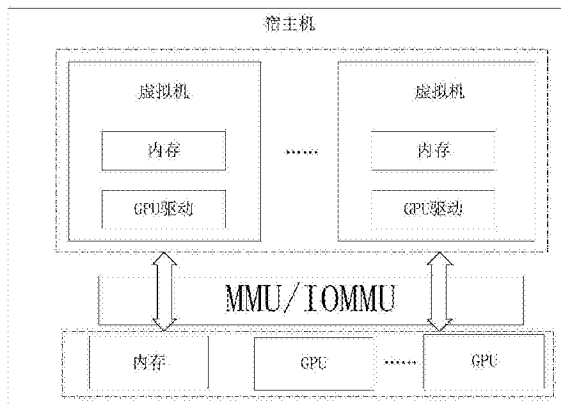 宿主机
虚拟机
虚拟机
内存
......
内存
GPU驱动
GPU驱动
MMU/IOMMU
内存
GPU
......
GPU